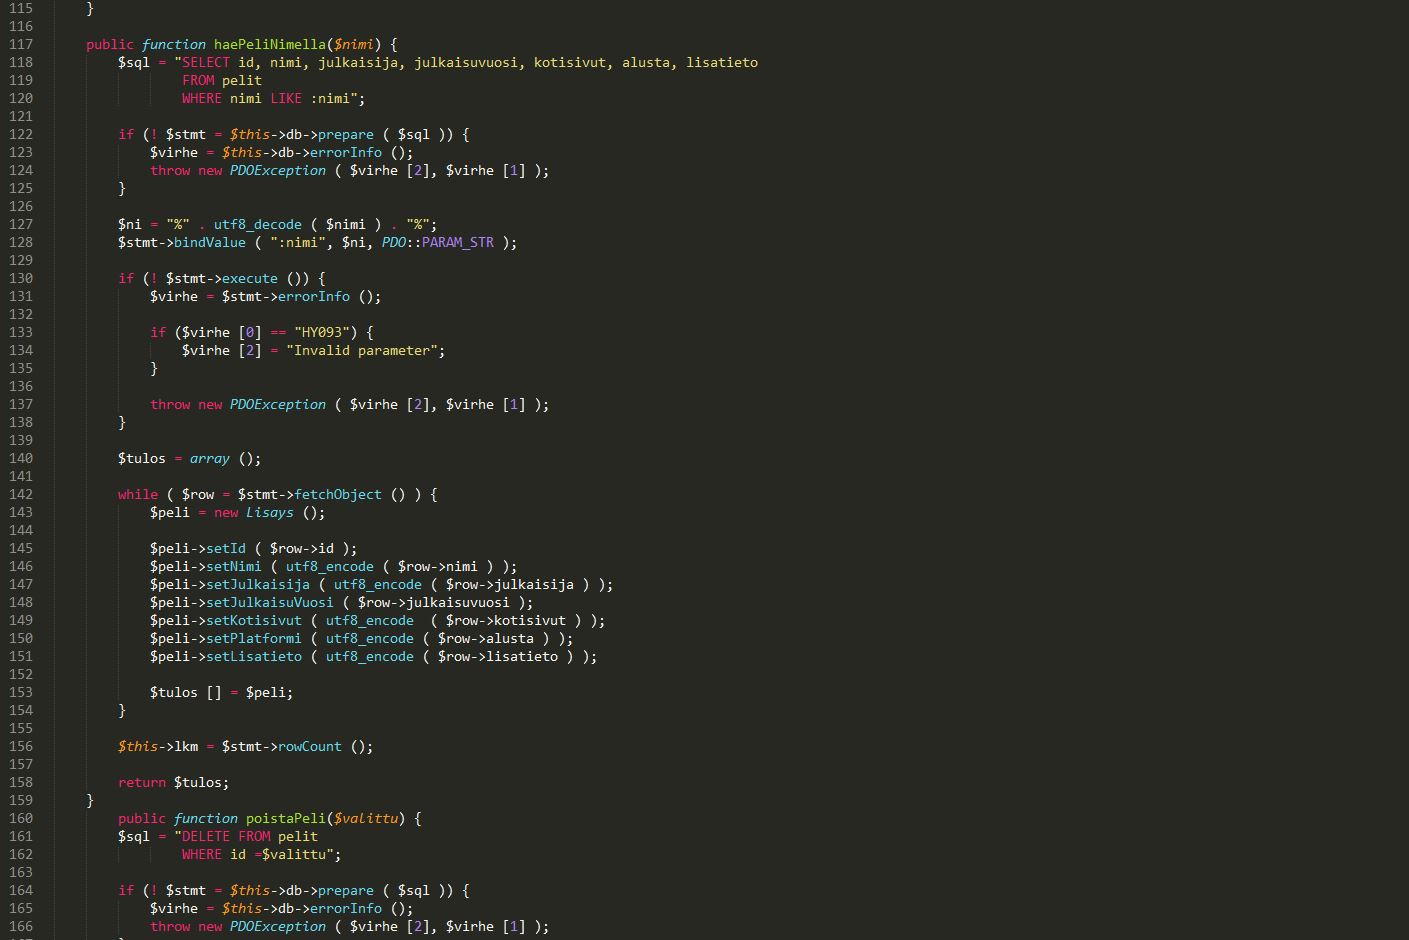 115 }
116
117 public function haePeliNimella($nimi) {
118 $sql = "SELECT id, nimi, julkaisija, julkaisuvuosi, kotisivut, alusta, lisatieto
119 FROM pelit
120 WHERE nimi LIKE :nimi";
121
122 if (! $stmt = $this->db->prepare ( $sql )) {
123 $virhe = $this->db->errorInfo ();
124 throw new PDOException ( $virhe [2], $virhe [1] );
125 }
126
127 $ni = "%" . utf8_decode ( $nimi ) . "%";
128 $stmt->bindValue ( ":nimi", $ni, PDO::PARAM_STR );
129
130 if (! $stmt->execute ()) {
131 $virhe = $stmt->errorInfo ();
132
133 if ($virhe [0] == "HY093") {
134 $virhe [2] = "Invalid parameter";
135 }
136
137 throw new PDOException ( $virhe [2], $virhe [1] );
138 }
139
140 $tulos = array ();
141
142 while ( $row = $stmt->fetchObject () ) {
143 $peli = new Lisays ();
144
145 $peli->setId ( $row->id );
146 $peli->setNimi ( utf8_encode ( $row->nimi ) );
147 $peli->setJulkaisija ( utf8_encode ( $row->julkaisija ) );
148 $peli->setJulkaisuVuosi ( $row->julkaisuvuosi );
149 $peli->setKotisivut ( utf8_encode  ( $row->kotisivut ) );
150 $peli->setPlatformi ( utf8_encode ( $row->alusta ) );
151 $peli->setLisatieto ( utf8_encode ( $row->lisatieto ) );
152
153 $tulos [] = $peli;
154 }
155
156 $this->lkm = $stmt->rowCount ();
157
158 return $tulos;
159 }
160 public function poistaPeli($valittu) {
161 $sql = "DELETE FROM pelit
162 WHERE id =$valittu";
163
164 if (! $stmt = $this->db->prepare ( $sql )) {
165 $virhe = $this->db->errorInfo ();
166 throw new PDOException ( $virhe [2], $virhe [1] );